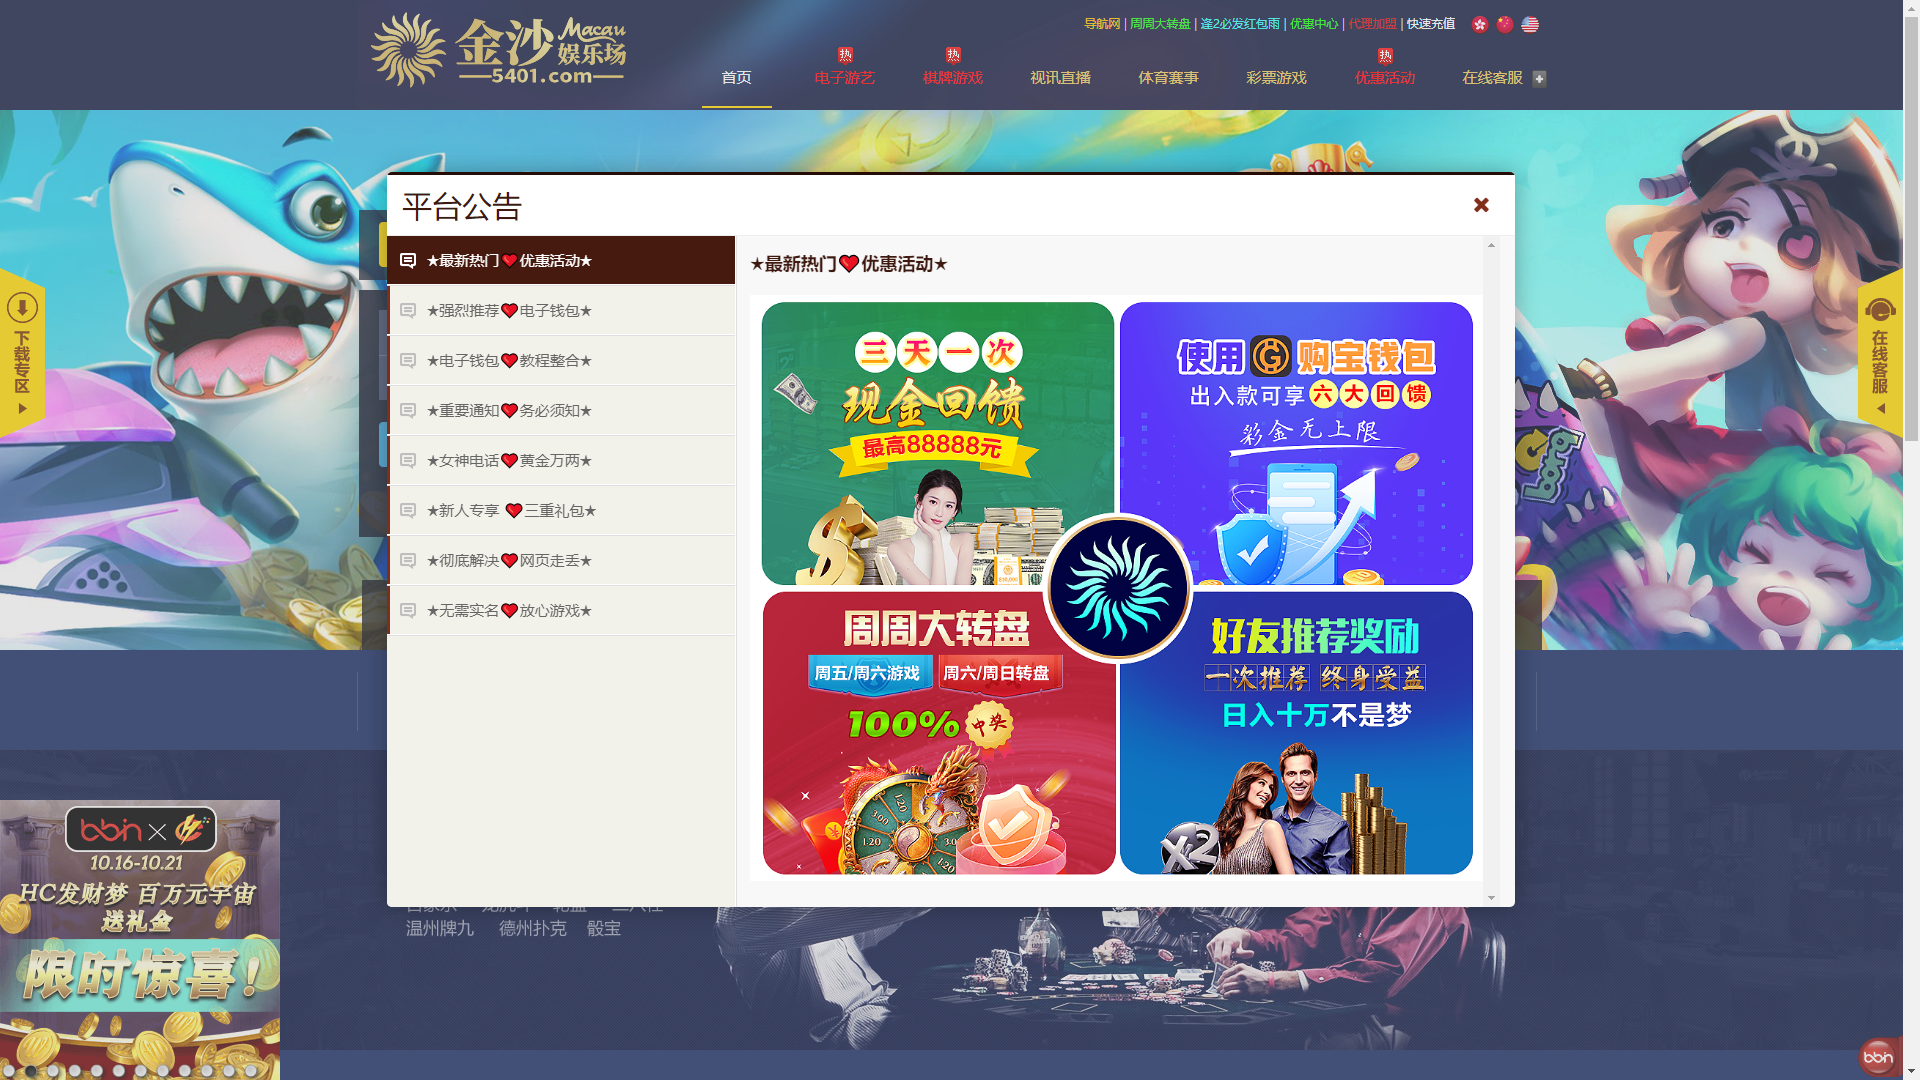 金沙 Macau
娱乐场
5401.com
导航网 | 周周大转盘 | 逢2必发红包雨 | 优惠中心 | 代理加盟 | 快速充值
热 热 热
首页 电子游艺 棋牌游戏 视讯直播 体育赛事 彩票游戏 优惠活动 在线客服
下载专区
在线客服
平台公告
★最新热门❤优惠活动★
★强烈推荐❤电子钱包★
★电子钱包❤教程整合★
★重要通知❤务必须知★
★女神电话❤黄金万两★
★新人专享 ❤三重礼包★
★彻底解决❤网页走丢★
★无需实名❤放心游戏★
★最新热门❤优惠活动★
三天一次
现金回馈
最高88888元
使用 G 购宝钱包
出入款可享六大回馈
彩金无上限
周周大转盘
周五/周六游戏 周六/周日转盘
100% 中奖
1.20
3.00
1.20
好友推荐奖励
一次推荐 终身受益
日入十万不是梦
X2
bbin X
10.16-10.21
HC发财梦 百万元宇宙
送礼盒
限时惊喜!
温州牌九 德州扑克 骰宝
bbin